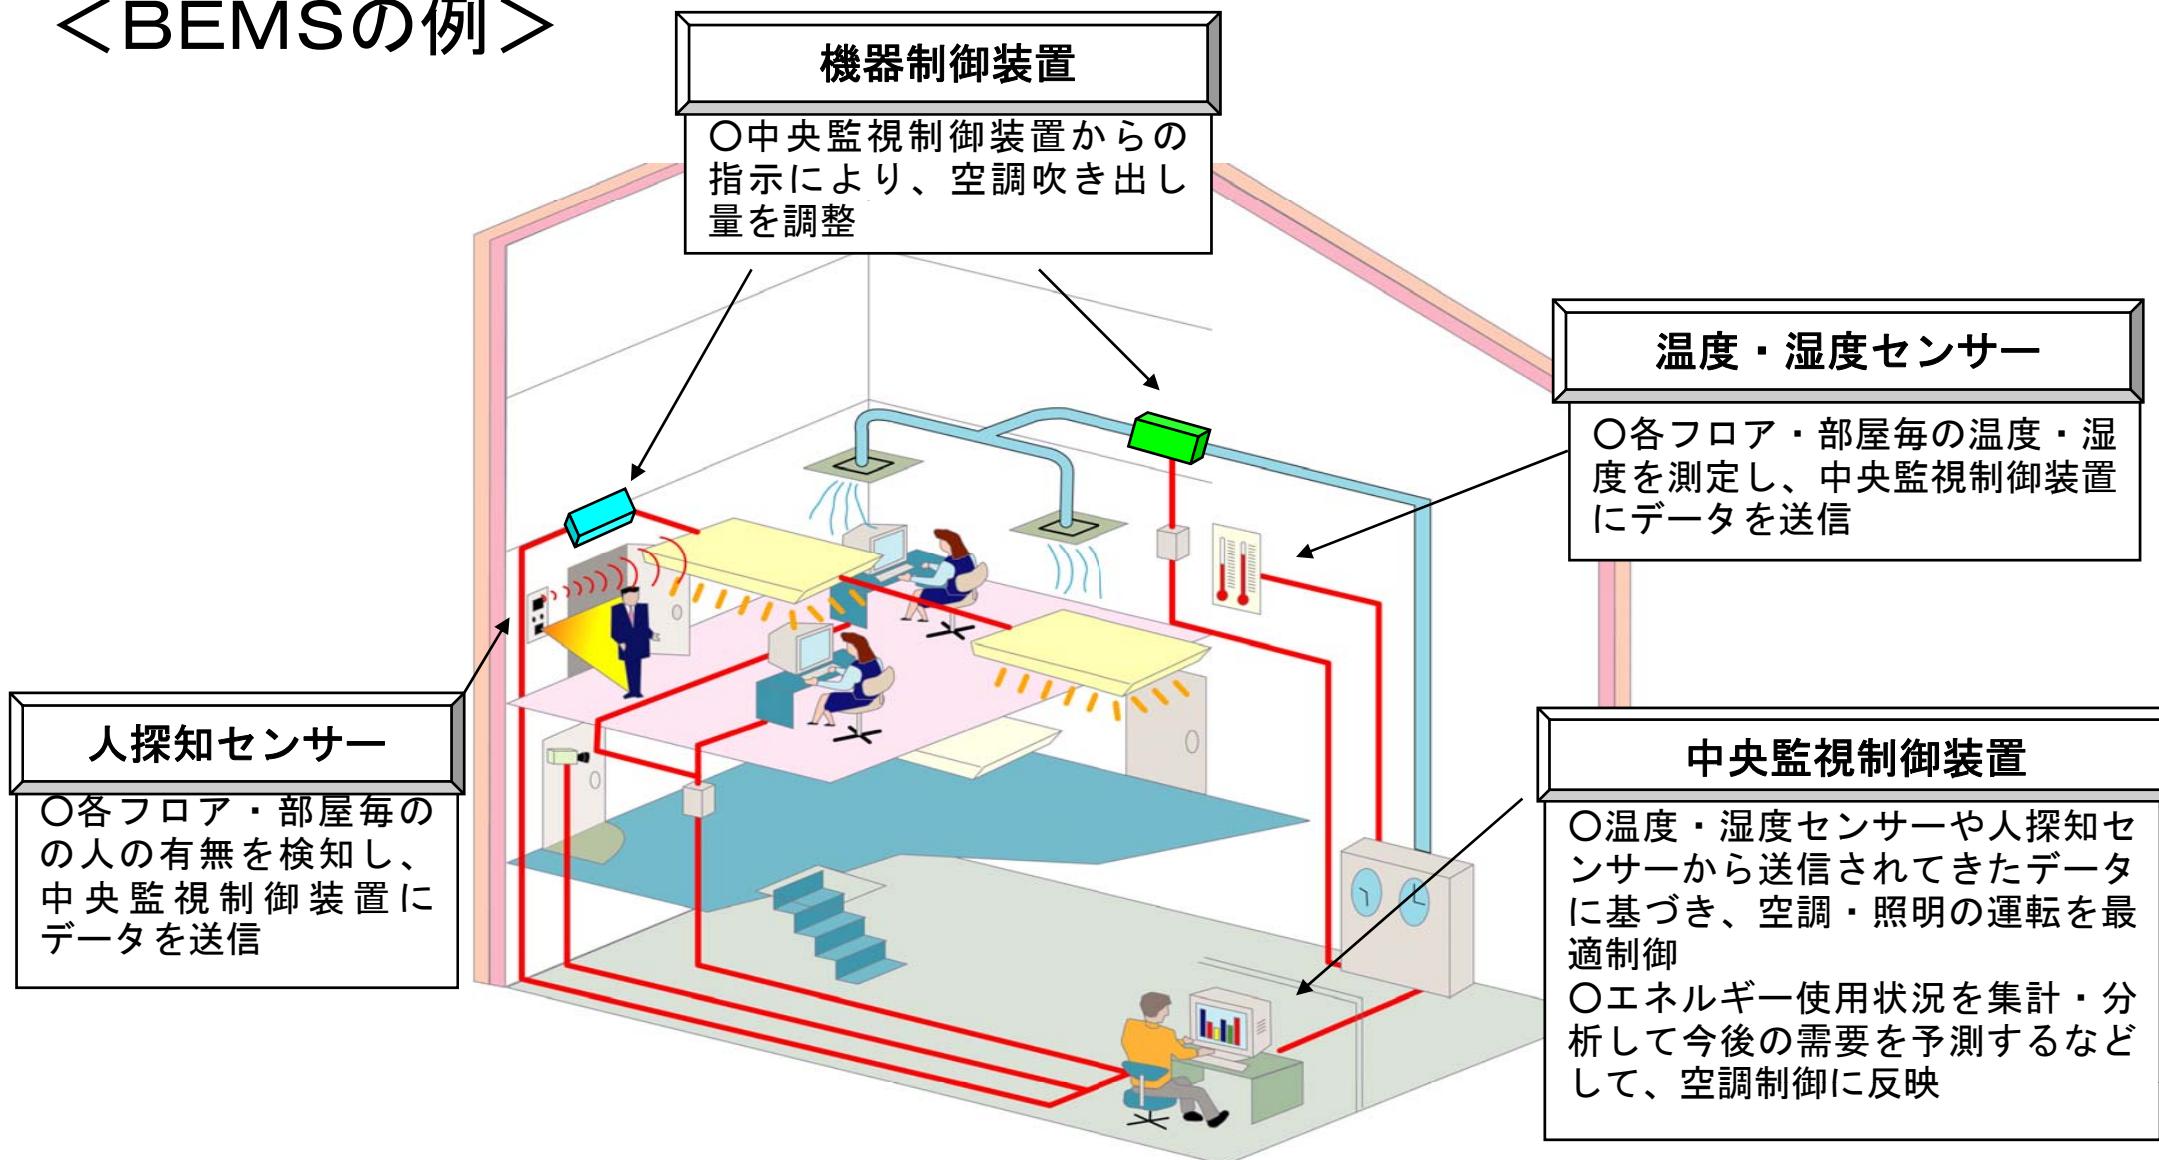 ＜BEMSの例＞
機器制御装置
○中央監視制御装置からの
指示により、空調吹き出し
量を調整
温度・湿度センサー
○各フロア・部屋毎の温度・湿
度を測定し、中央監視制御装置
にデータを送信
人探知センサー
○各フロア・部屋毎の
の人の有無を検知し、
中央監視制御装置に
データを送信
中央監視制御装置
○温度・湿度センサーや人探知セ
ンサーから送信されてきたデータ
に基づき、空調・照明の運転を最
適制御
○エネルギー使用状況を集計・分
析して今後の需要を予測するなど
して、空調制御に反映